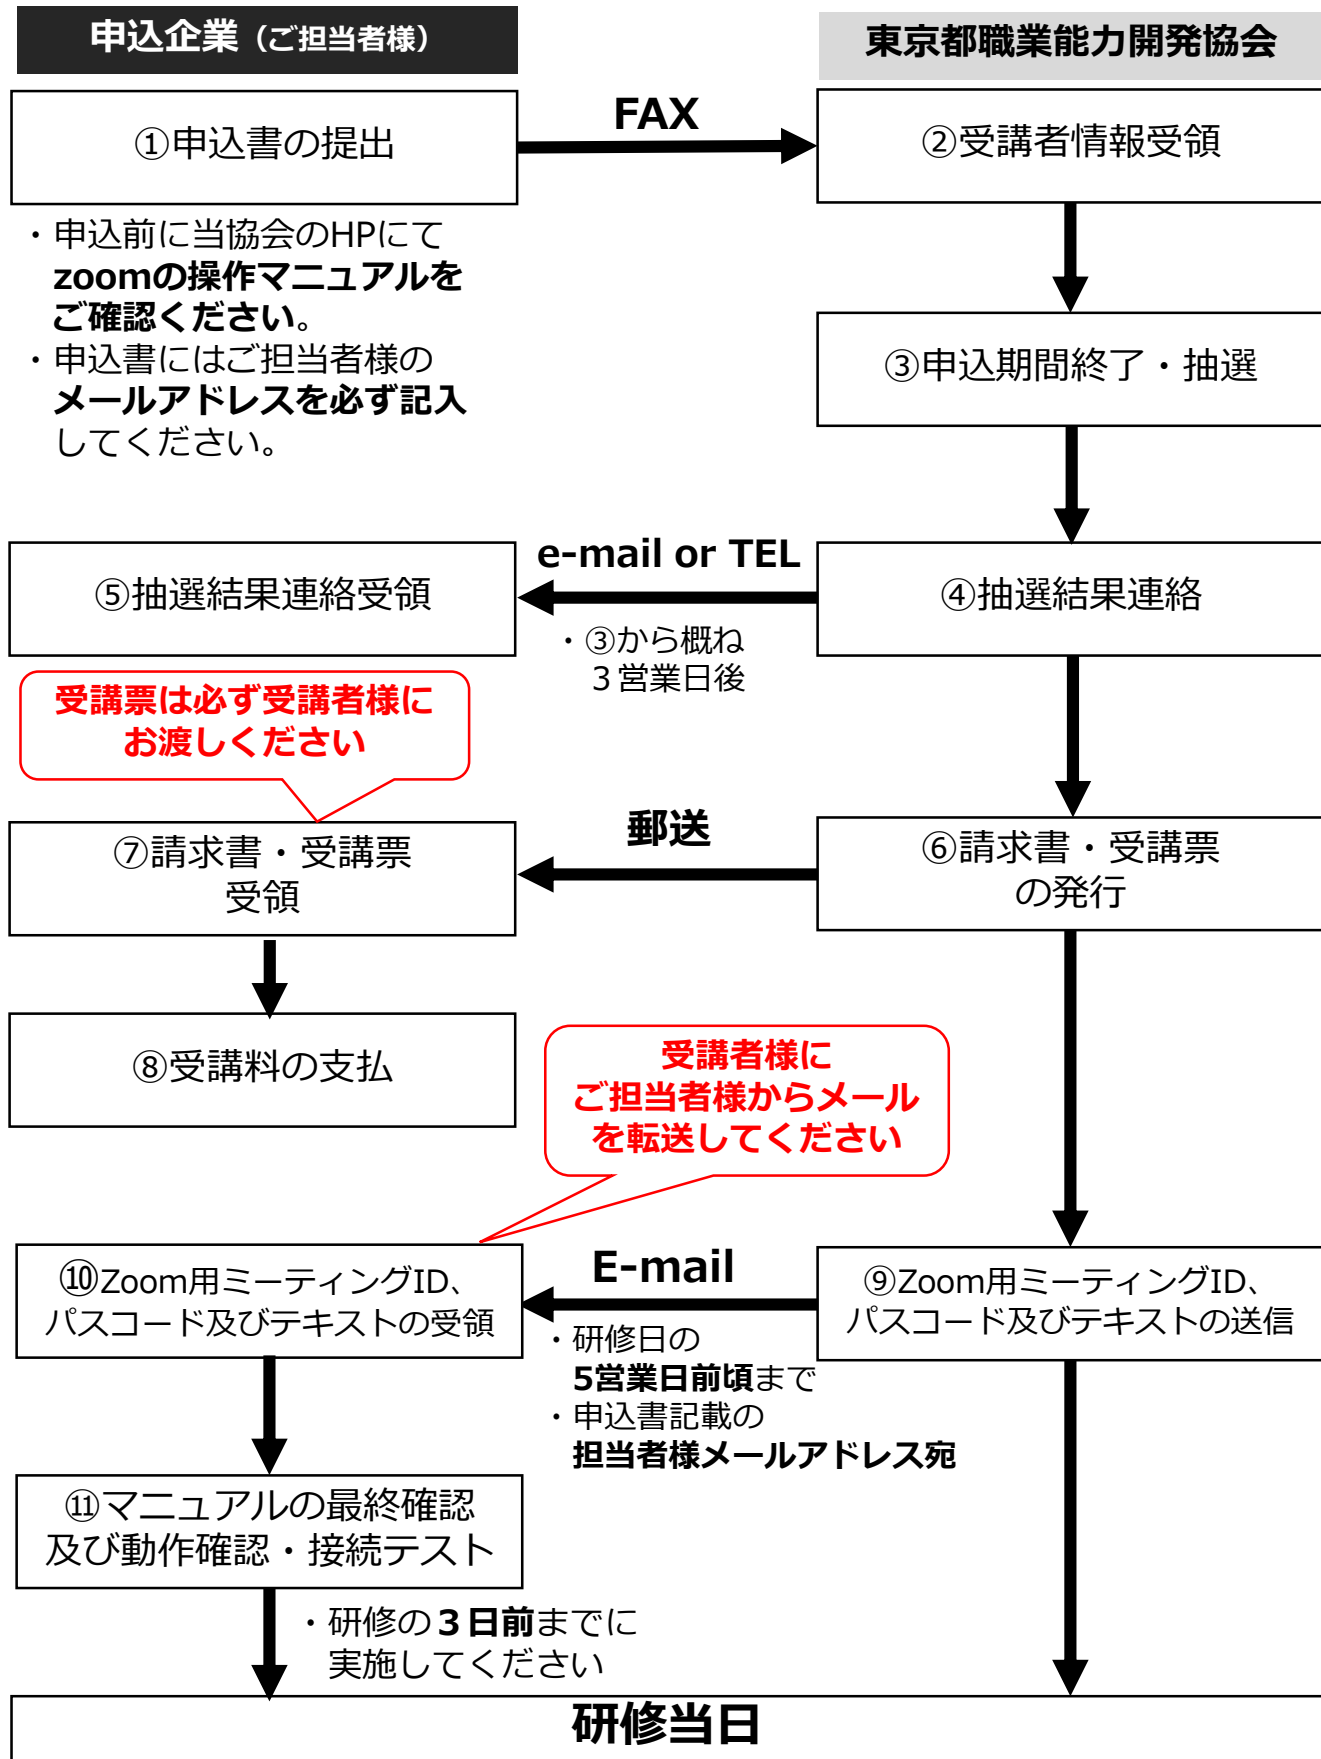 申込企業（ご担当者様）
東京都職業能力開発協会
①申込書の提出
FAX
②受講者情報受領
・申込前に当協会のHPにて
zoomの操作マニュアルを
ご確認ください。
・申込書にはご担当者様の
メールアドレスを必ず記入
してください。
③申込期間終了・抽選
⑤抽選結果連絡受領
e-mail or TEL
④抽選結果連絡
・③から概ね
３営業日後
受講票は必ず受講者様に
お渡しください
⑦請求書・受講票
受領
郵送
⑥請求書・受講票
の発行
⑧受講料の支払
受講者様に
ご担当者様からメール
を転送してください
⑩Zoom用ミーティングID、
パスコード及びテキストの受領
E-mail
⑨Zoom用ミーティングID、
パスコード及びテキストの送信
・研修日の
5営業日前頃まで
・申込書記載の
担当者様メールアドレス宛
⑪マニュアルの最終確認
及び動作確認・接続テスト
・研修の３日前までに
実施してください
研修当日